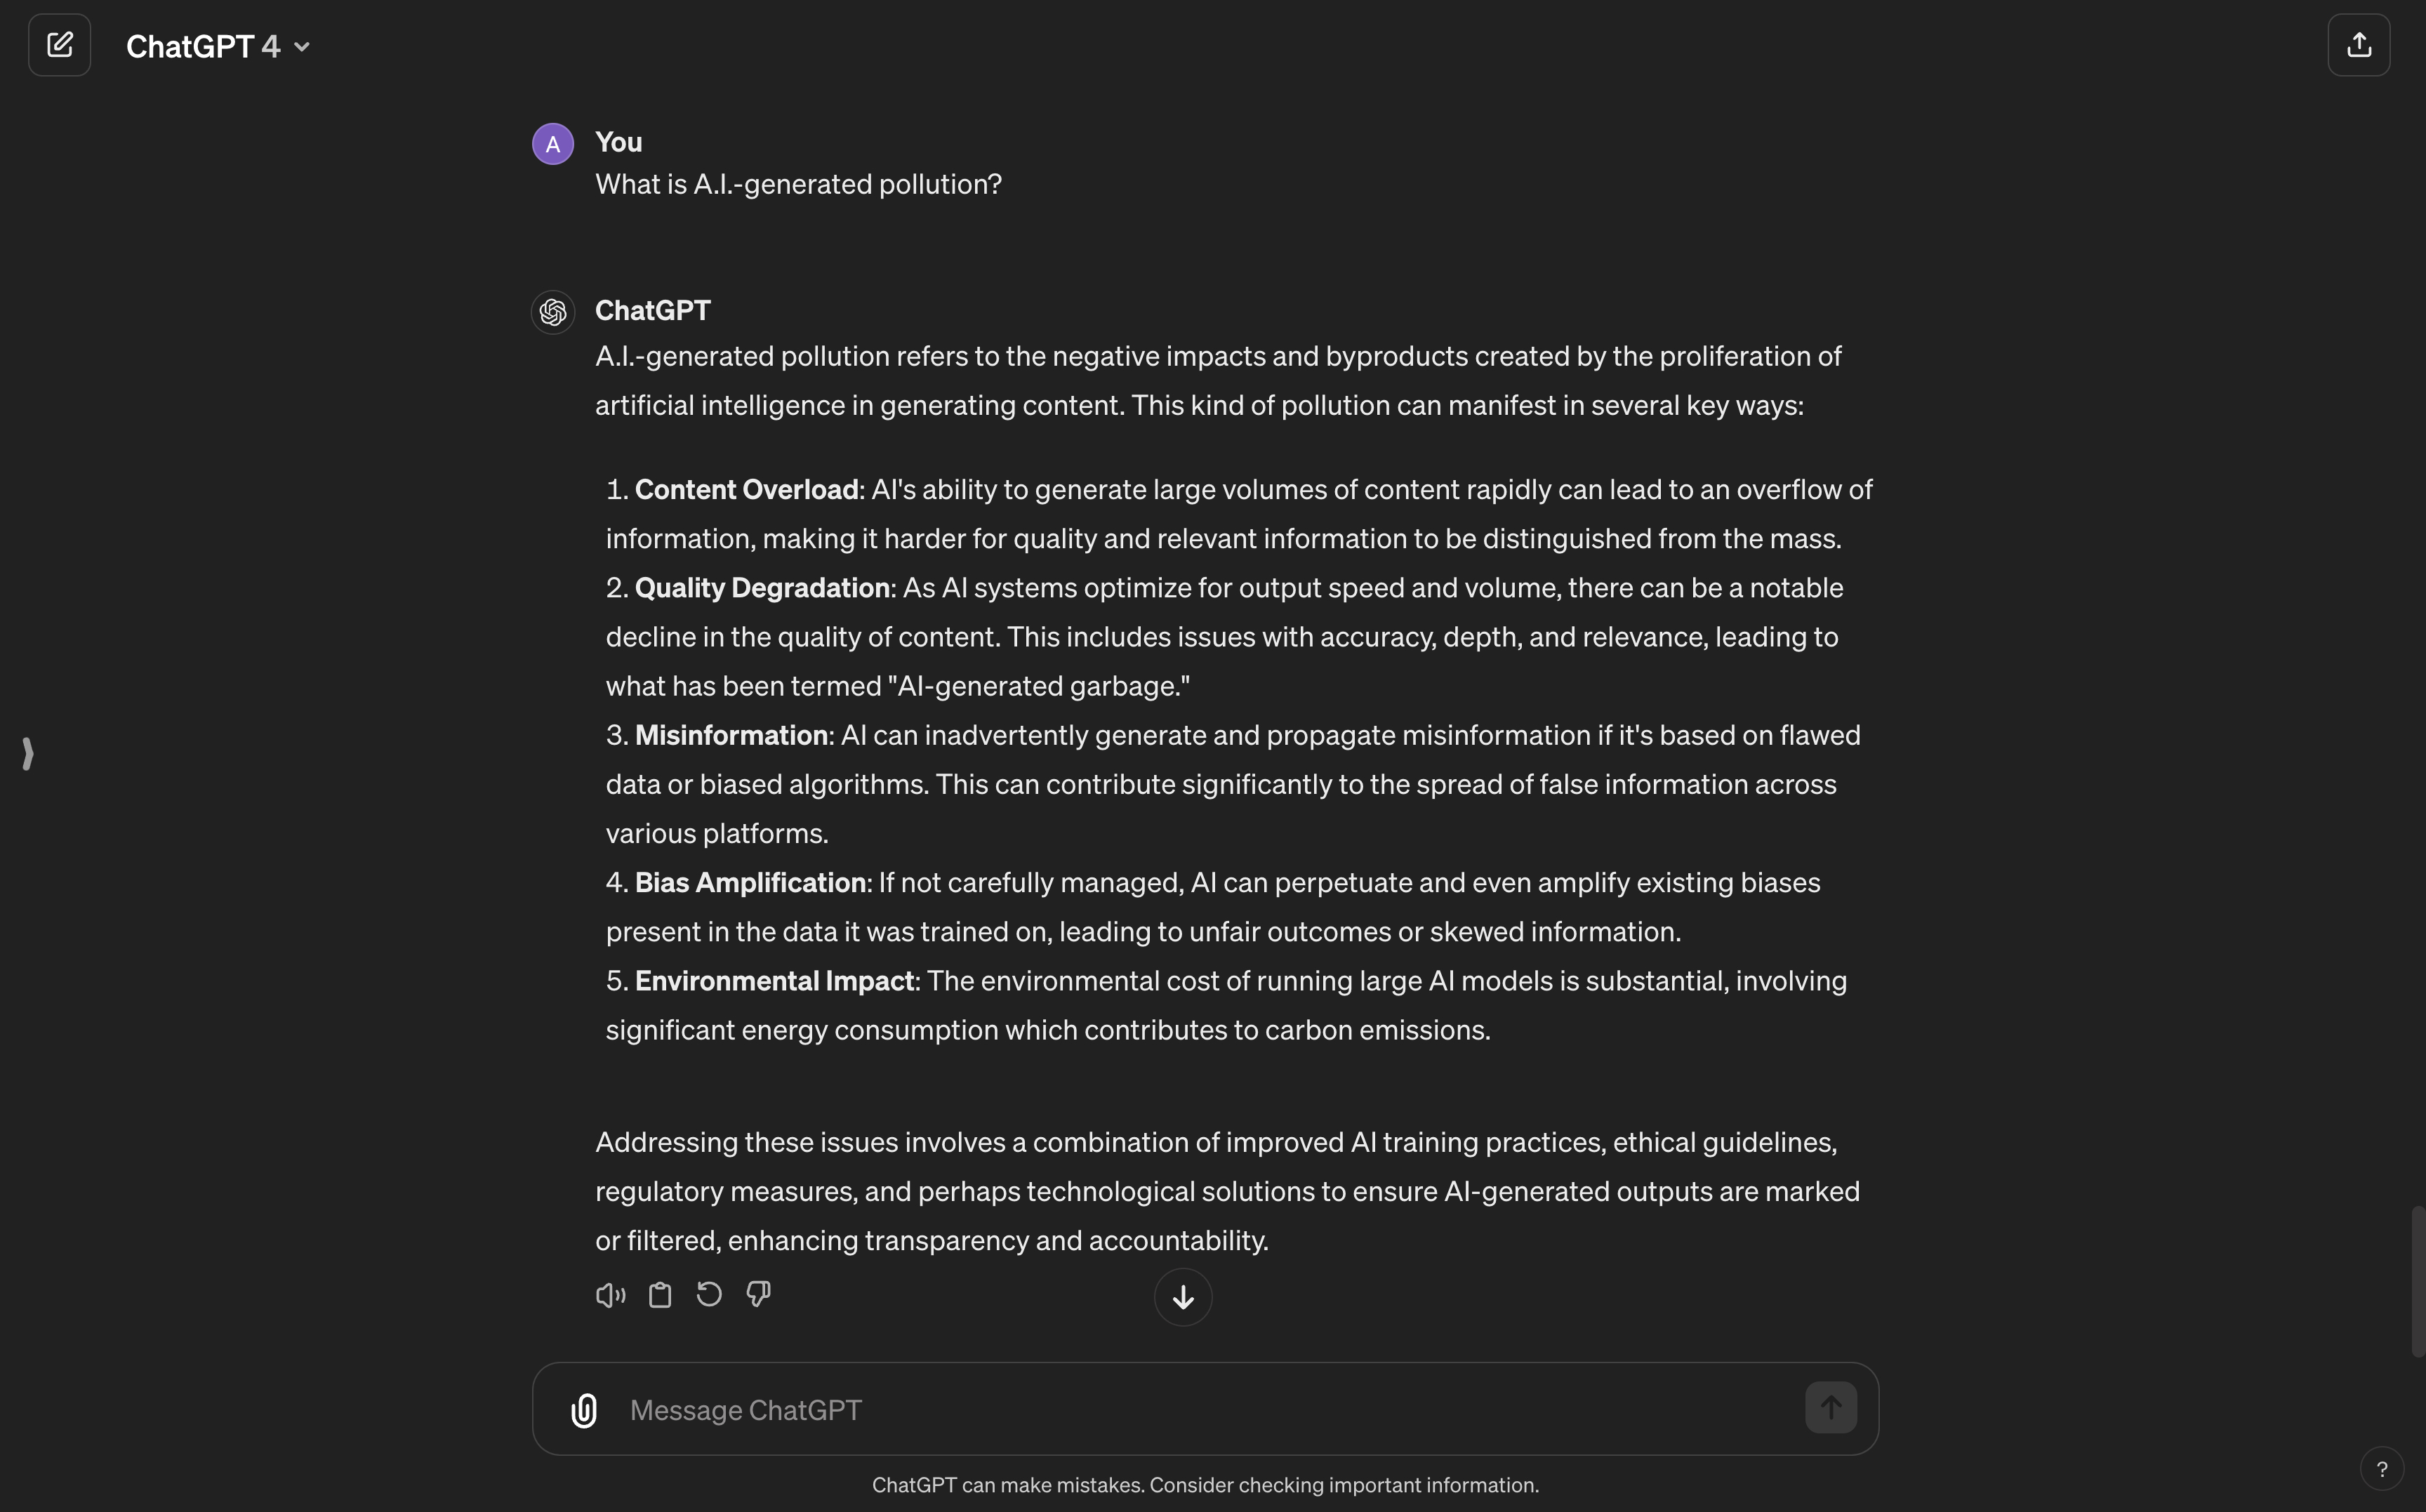 ChatGPT 4
A
You
What is A.I.-generated pollution?
ChatGPT
A.I.-generated pollution refers to the negative impacts and byproducts created by the proliferation of
artificial intelligence in generating content. This kind of pollution can manifest in several key ways:
1. Content Overload: AI's ability to generate large volumes of content rapidly can lead to an overflow of
information, making it harder for quality and relevant information to be distinguished from the mass.
2. Quality Degradation: As AI systems optimize for output speed and volume, there can be a notable
decline in the quality of content. This includes issues with accuracy, depth, and relevance, leading to
what has been termed "AI-generated garbage."
3. Misinformation: AI can inadvertently generate and propagate misinformation if it's based on flawed
data or biased algorithms. This can contribute significantly to the spread of false information across
various platforms.
4. Bias Amplification: If not carefully managed, AI can perpetuate and even amplify existing biases
present in the data it was trained on, leading to unfair outcomes or skewed information.
5. Environmental Impact: The environmental cost of running large AI models is substantial, involving
significant energy consumption which contributes to carbon emissions.
Addressing these issues involves a combination of improved AI training practices, ethical guidelines,
regulatory measures, and perhaps technological solutions to ensure AI-generated outputs are marked
or filtered, enhancing transparency and accountability.
Message ChatGPT
ChatGPT can make mistakes. Consider checking important information.
?